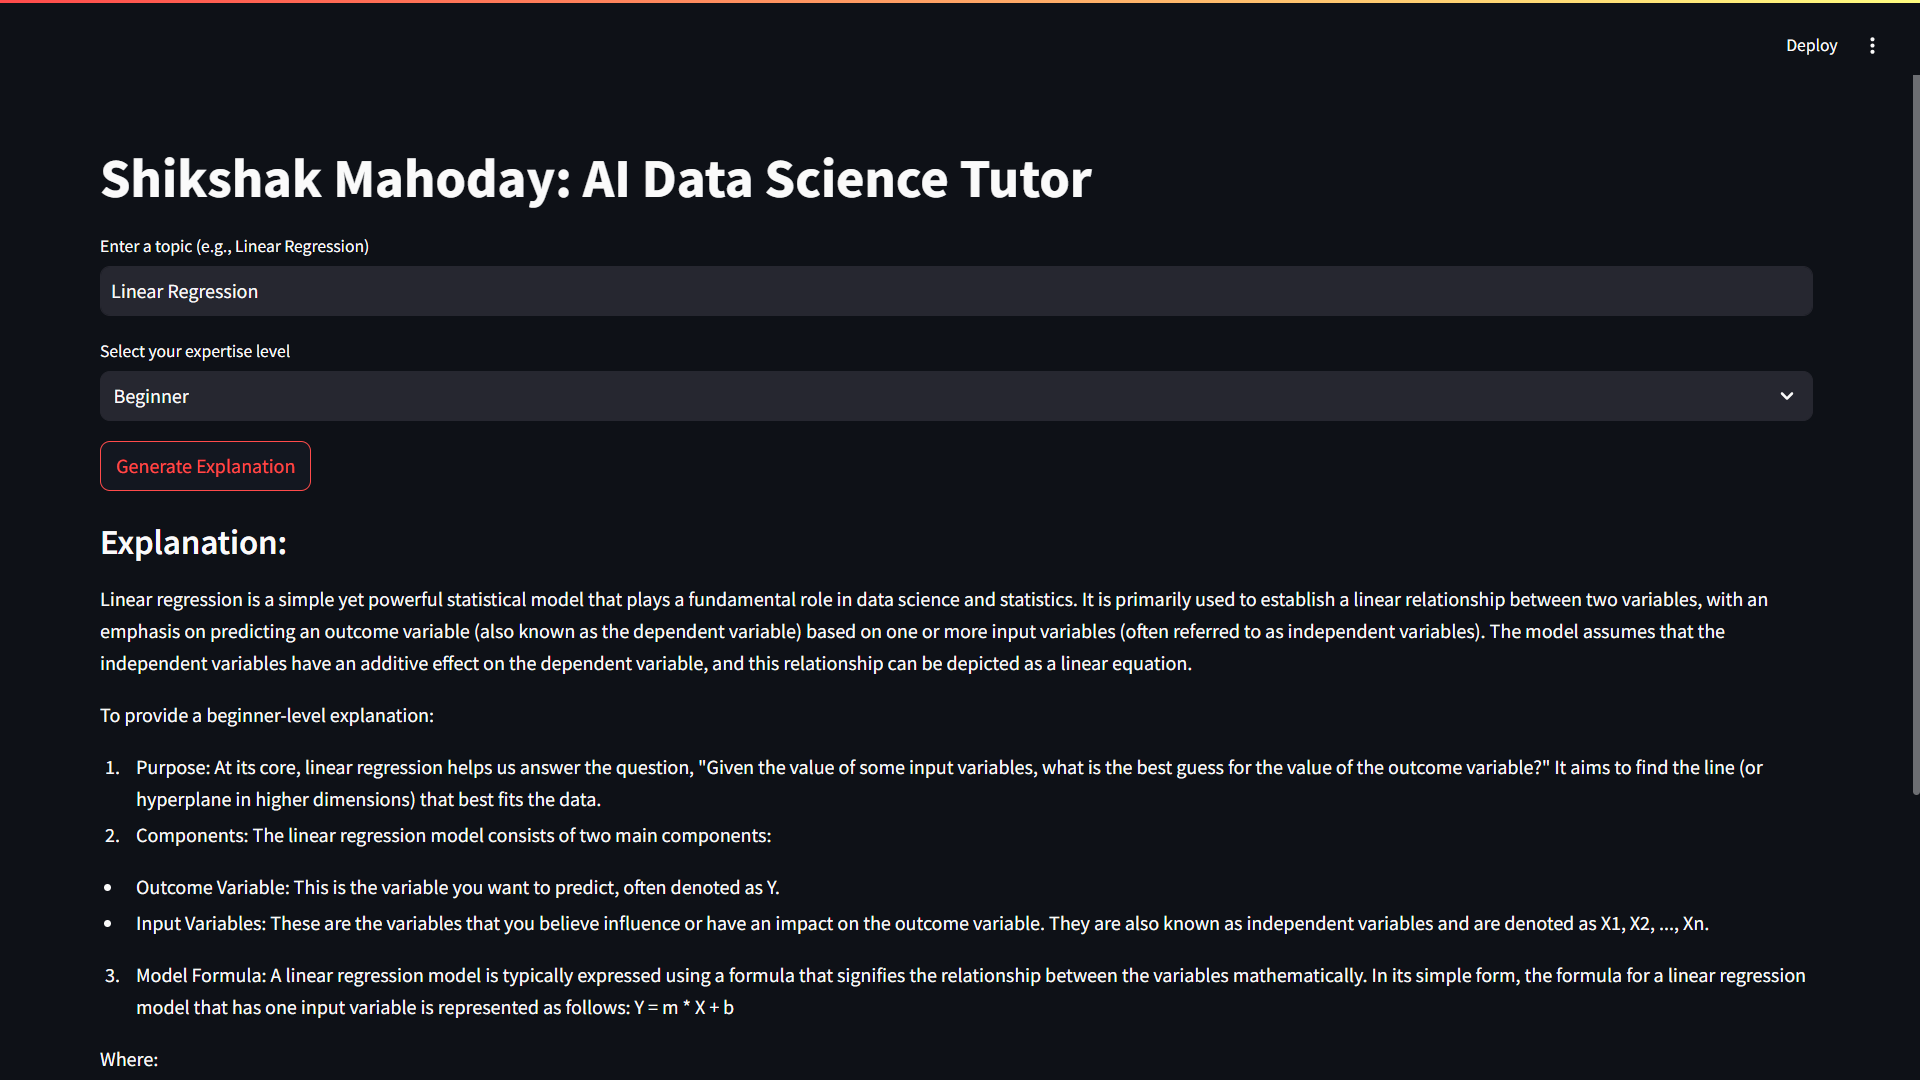 Deploy
Shikshak Mahoday: AI Data Science Tutor
Enter a topic (e.g., Linear Regression)
Linear Regression
Select your expertise level
Beginner
Generate Explanation
Explanation:
Linear regression is a simple yet powerful statistical model that plays a fundamental role in data science and statistics. It is primarily used to establish a linear relationship between two variables, with an
emphasis on predicting an outcome variable (also known as the dependent variable) based on one or more input variables (often referred to as independent variables). The model assumes that the
independent variables have an additive effect on the dependent variable, and this relationship can be depicted as a linear equation.
To provide a beginner-level explanation:
1. Purpose: At its core, linear regression helps us answer the question, "Given the value of some input variables, what is the best guess for the value of the outcome variable?" It aims to find the line (or
hyperplane in higher dimensions) that best fits the data.
2. Components: The linear regression model consists of two main components:
• Outcome Variable: This is the variable you want to predict, often denoted as Y.
• Input Variables: These are the variables that you believe influence or have an impact on the outcome variable. They are also known as independent variables and are denoted as X1, X2, ..., Xn.
3. Model Formula: A linear regression model is typically expressed using a formula that signifies the relationship between the variables mathematically. In its simple form, the formula for a linear regression
model that has one input variable is represented as follows: Y = m * X + b
Where: